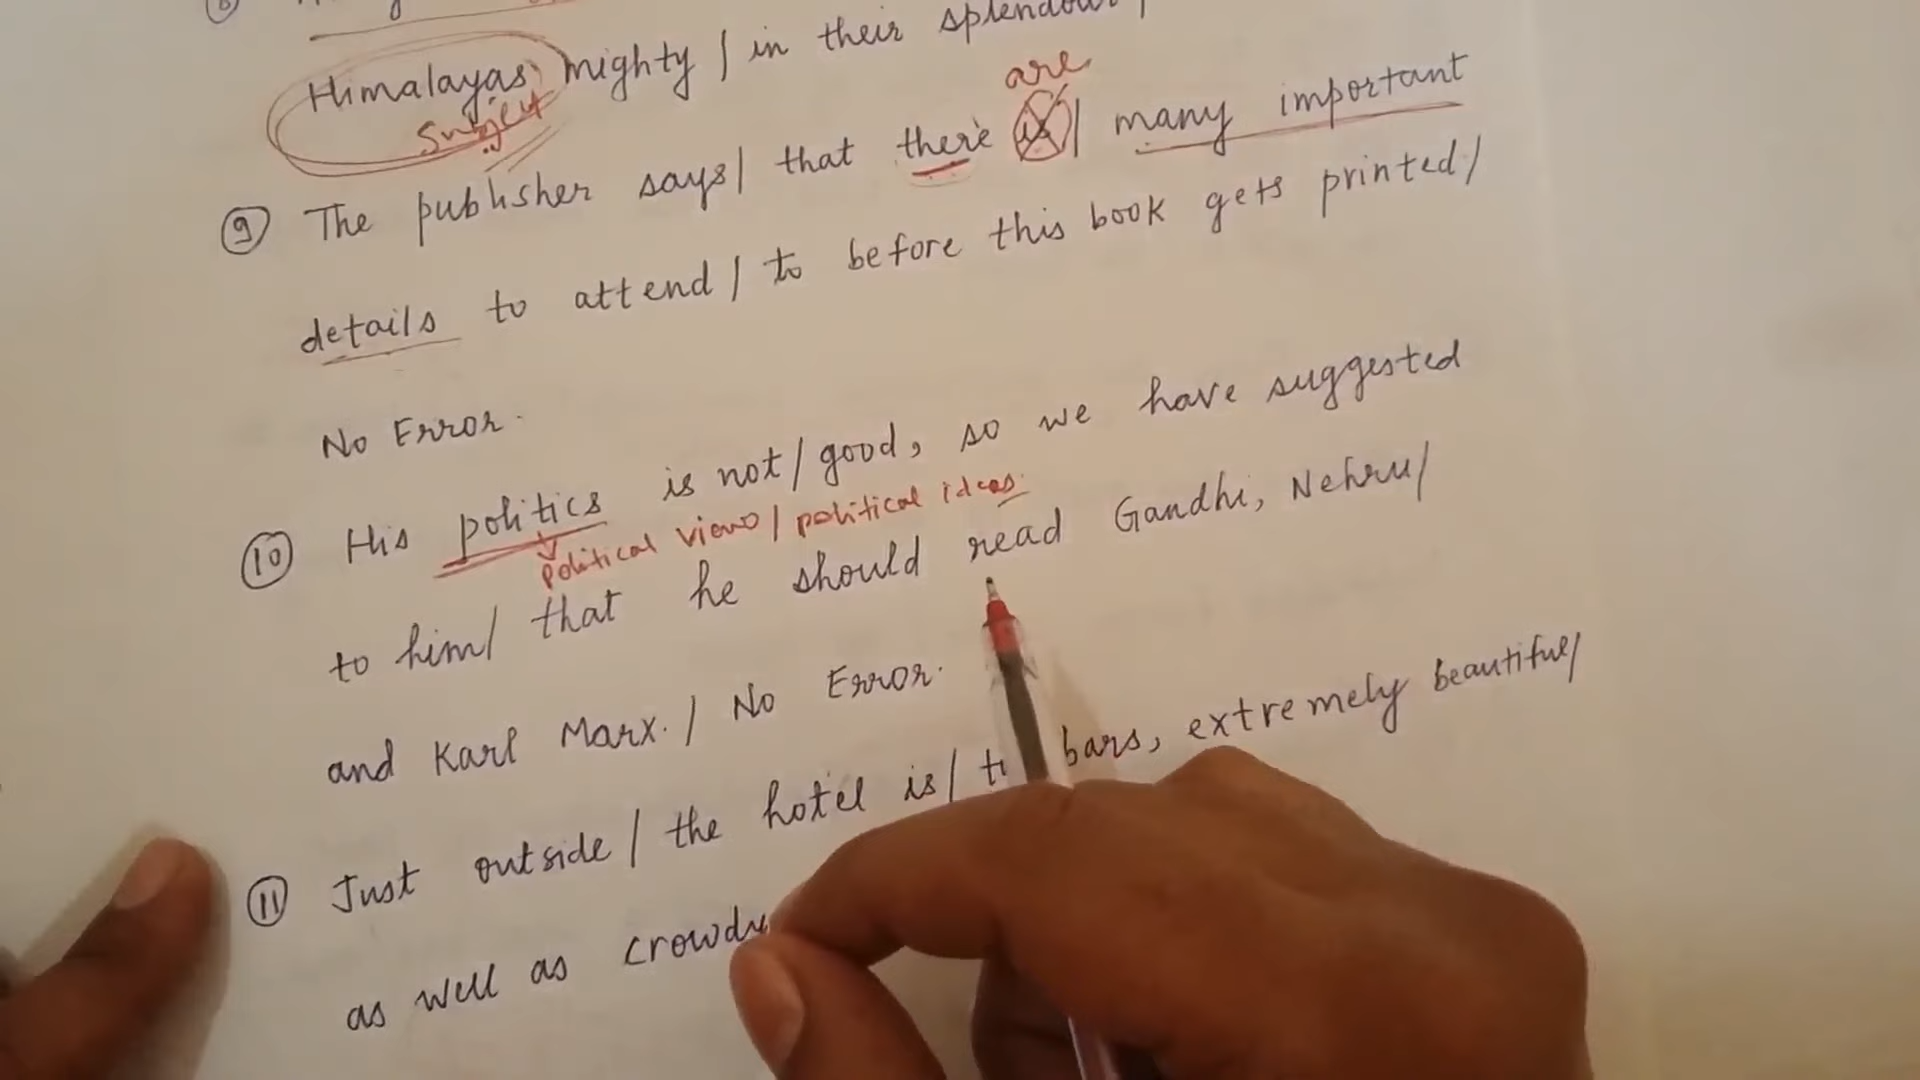 Himalayas mighty / in their splendour /
Subject
are
⑨ The publisher says / that there is / many important
details to attend / to before this book gets printed /
No Error.
⑩ His politics is not / good, so we have suggested
political views / political ideas.
to him / that he should read Gandhi, Nehru /
and Karl Marx. / No Error.
⑪ Just outside / the hotel is / bars, extremely beautiful /
as well as